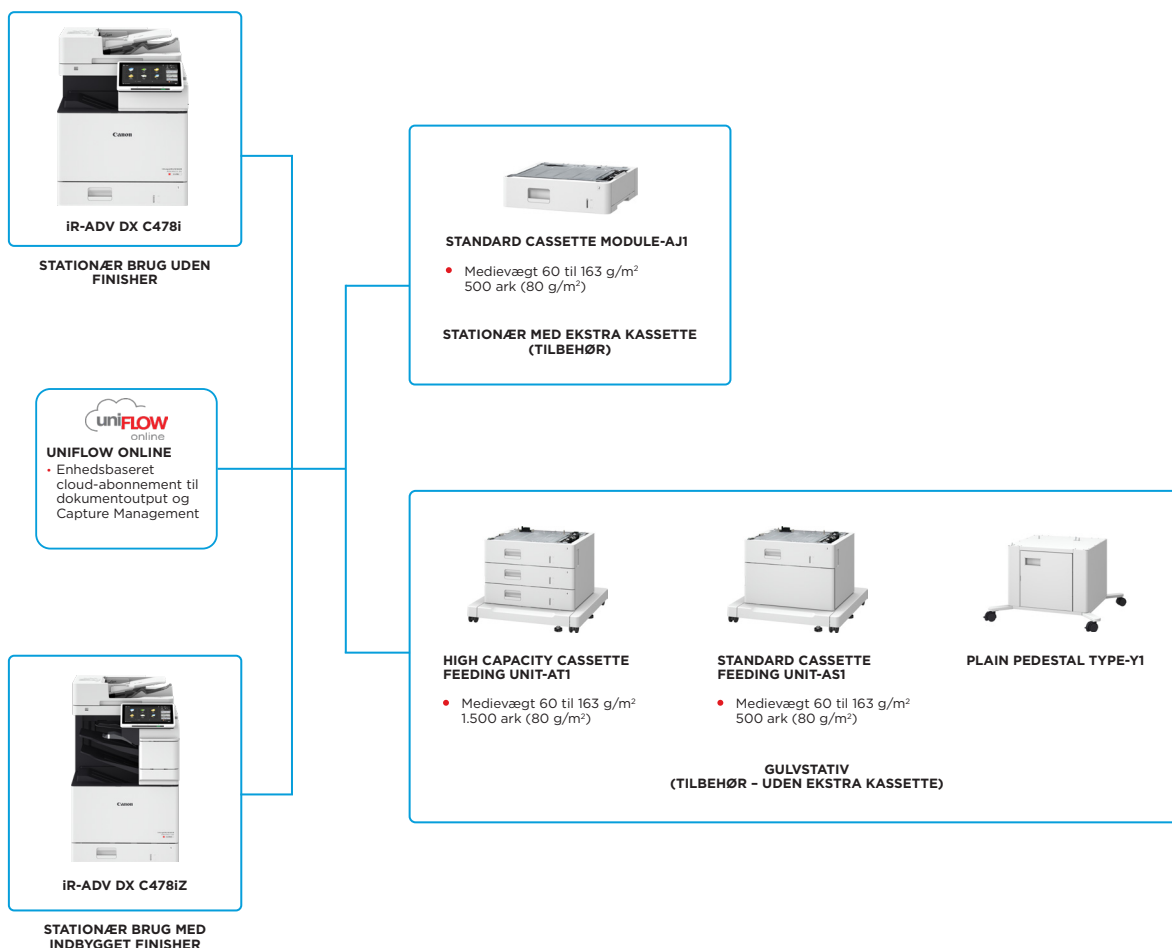 Canon
iR-ADV DX C478i
STATIONÆR BRUG UDEN
FINISHER
uniFLOW
online
UNIFLOW ONLINE
• Enhedsbaseret
cloud-abonnement til
dokumentoutput og
Capture Management
Canon
iR-ADV DX C478iZ
STATIONÆR BRUG MED
INDBYGGET FINISHER
STANDARD CASSETTE MODULE-AJ1
• Medievægt 60 til 163 g/m²
500 ark (80 g/m²)
STATIONÆR MED EKSTRA KASSETTE
(TILBEHØR)
HIGH CAPACITY CASSETTE
FEEDING UNIT-AT1
• Medievægt 60 til 163 g/m²
1.500 ark (80 g/m²)
STANDARD CASSETTE
FEEDING UNIT-AS1
• Medievægt 60 til 163 g/m²
500 ark (80 g/m²)
PLAIN PEDESTAL TYPE-Y1
GULVSTATIV
(TILBEHØR – UDEN EKSTRA KASSETTE)